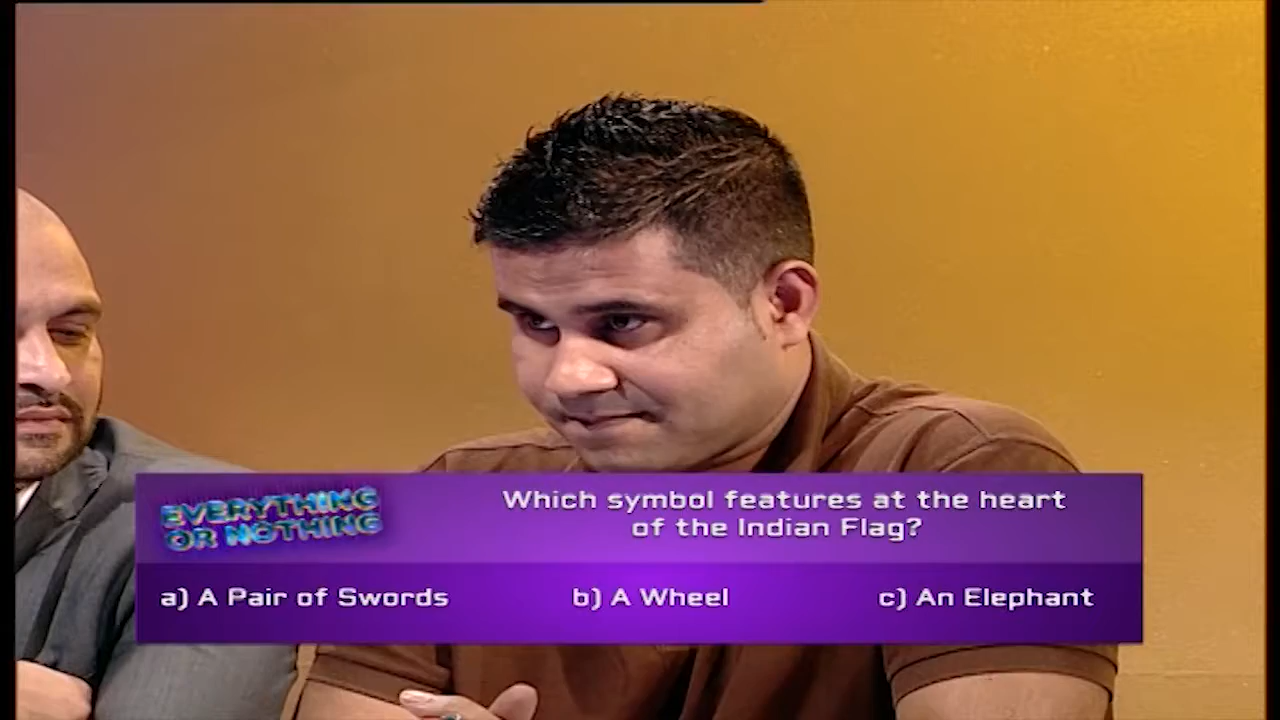 EVERYTHING
OR NOTHING
Which symbol features at the heart
of the Indian Flag?
a) A Pair of Swords
b) A Wheel
c) An Elephant